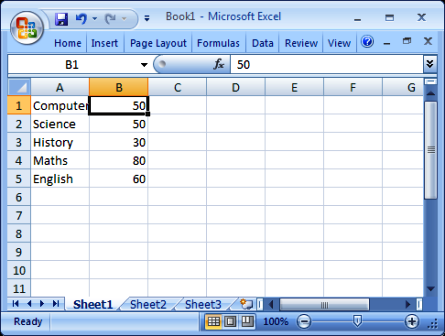 Book1 - Microsoft Excel
Home Insert Page Layout Formulas Data Review View
B1 fx 50
A B C D E F G
1 Computer 50
2 Science 50
3 History 30
4 Maths 80
5 English 60
6
7
8
9
10
11
Sheet1 Sheet2 Sheet3
Ready 100%